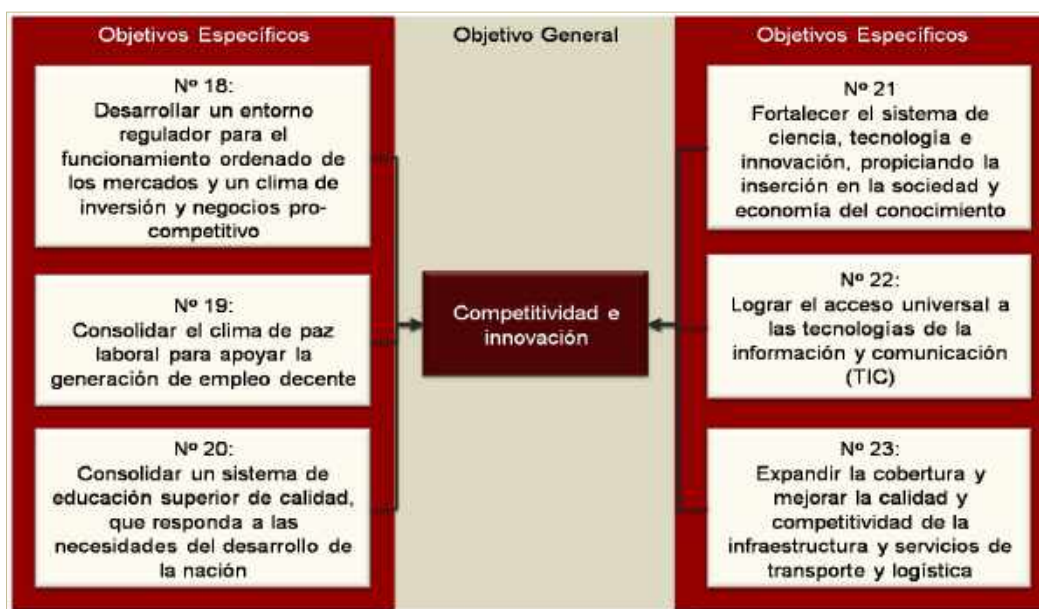 Objetivos Específicos
Nº 18:
Desarrollar un entorno
regulador para el
funcionamiento ordenado de
los mercados y un clima de
inversión y negocios pro-
competitivo
Nº 19:
Consolidar el clima de paz
laboral para apoyar la
generación de empleo decente
Nº 20:
Consolidar un sistema de
educación superior de calidad,
que responda a las
necesidades del desarrollo de
la nación
Objetivo General
Competitividad e
innovación
Objetivos Específicos
Nº 21
Fortalecer el sistema de
ciencia, tecnología e
innovación, propiciando la
inserción en la sociedad y
economía del conocimiento
Nº 22:
Lograr el acceso universal a
las tecnologías de la
información y comunicación
(TIC)
Nº 23:
Expandir la cobertura y
mejorar la calidad y
competitividad de la
infraestructura y servicios de
transporte y logística